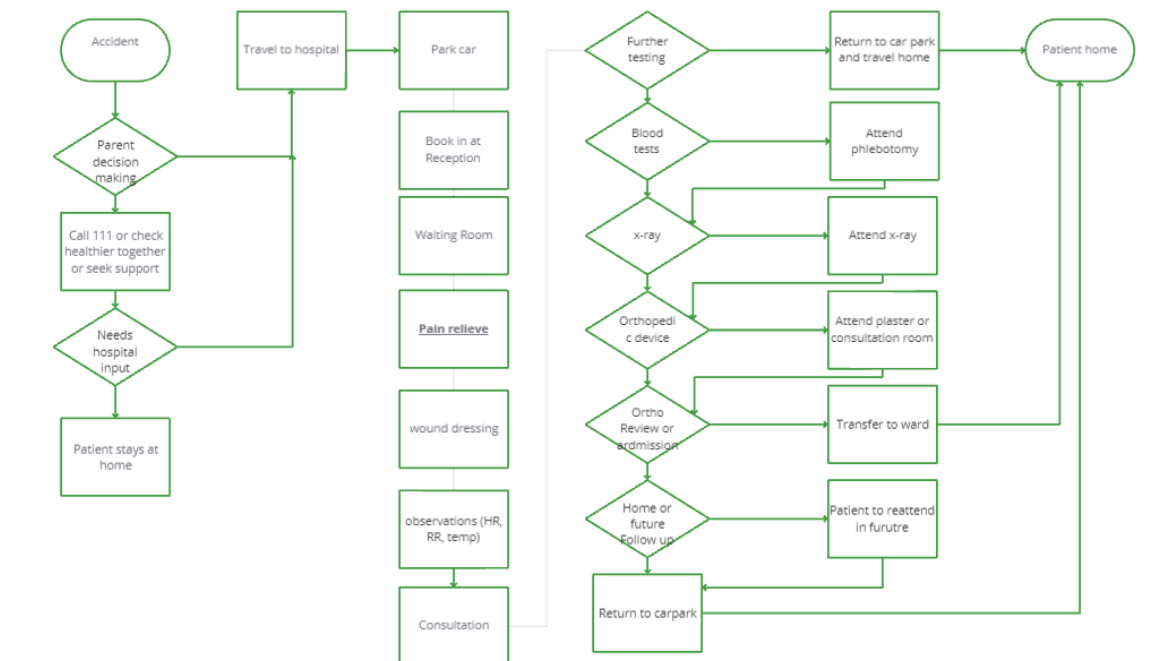 Accident
Parent
decision
making
Call 111 or check
healthier together
or seek support
Needs
hospital
input
Patient stays at
home
Travel to hospital
Park car
Book in at
Reception
Waiting Room
Pain relieve
wound dressing
observations (HR,
RR, temp)
Consultation
Further
testing
Return to car park
and travel home
Patient home
Blood
tests
Attend
phlebotomy
x-ray
Attend x-ray
Orthopedi
c device
Attend plaster or
consultation room
Ortho
Review or
ardmission
Transfer to ward
Home or
future
Follow up
Patient to reattend
in furutre
Return to carpark